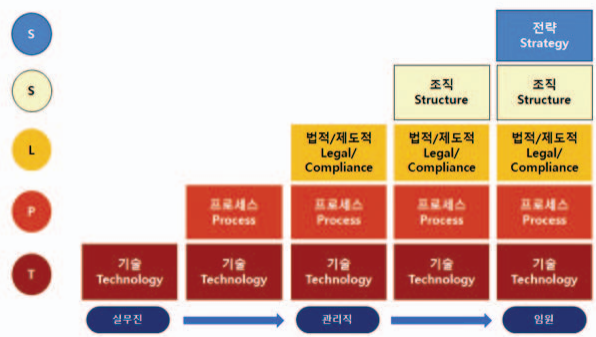 S
전략
Strategy
S
조직
Structure
조직
Structure
L
법적/제도적
Legal/
Compliance
법적/제도적
Legal/
Compliance
법적/제도적
Legal/
Compliance
P
프로세스
Process
프로세스
Process
프로세스
Process
프로세스
Process
T
기술
Technology
기술
Technology
기술
Technology
기술
Technology
기술
Technology
실무진
관리직
임원